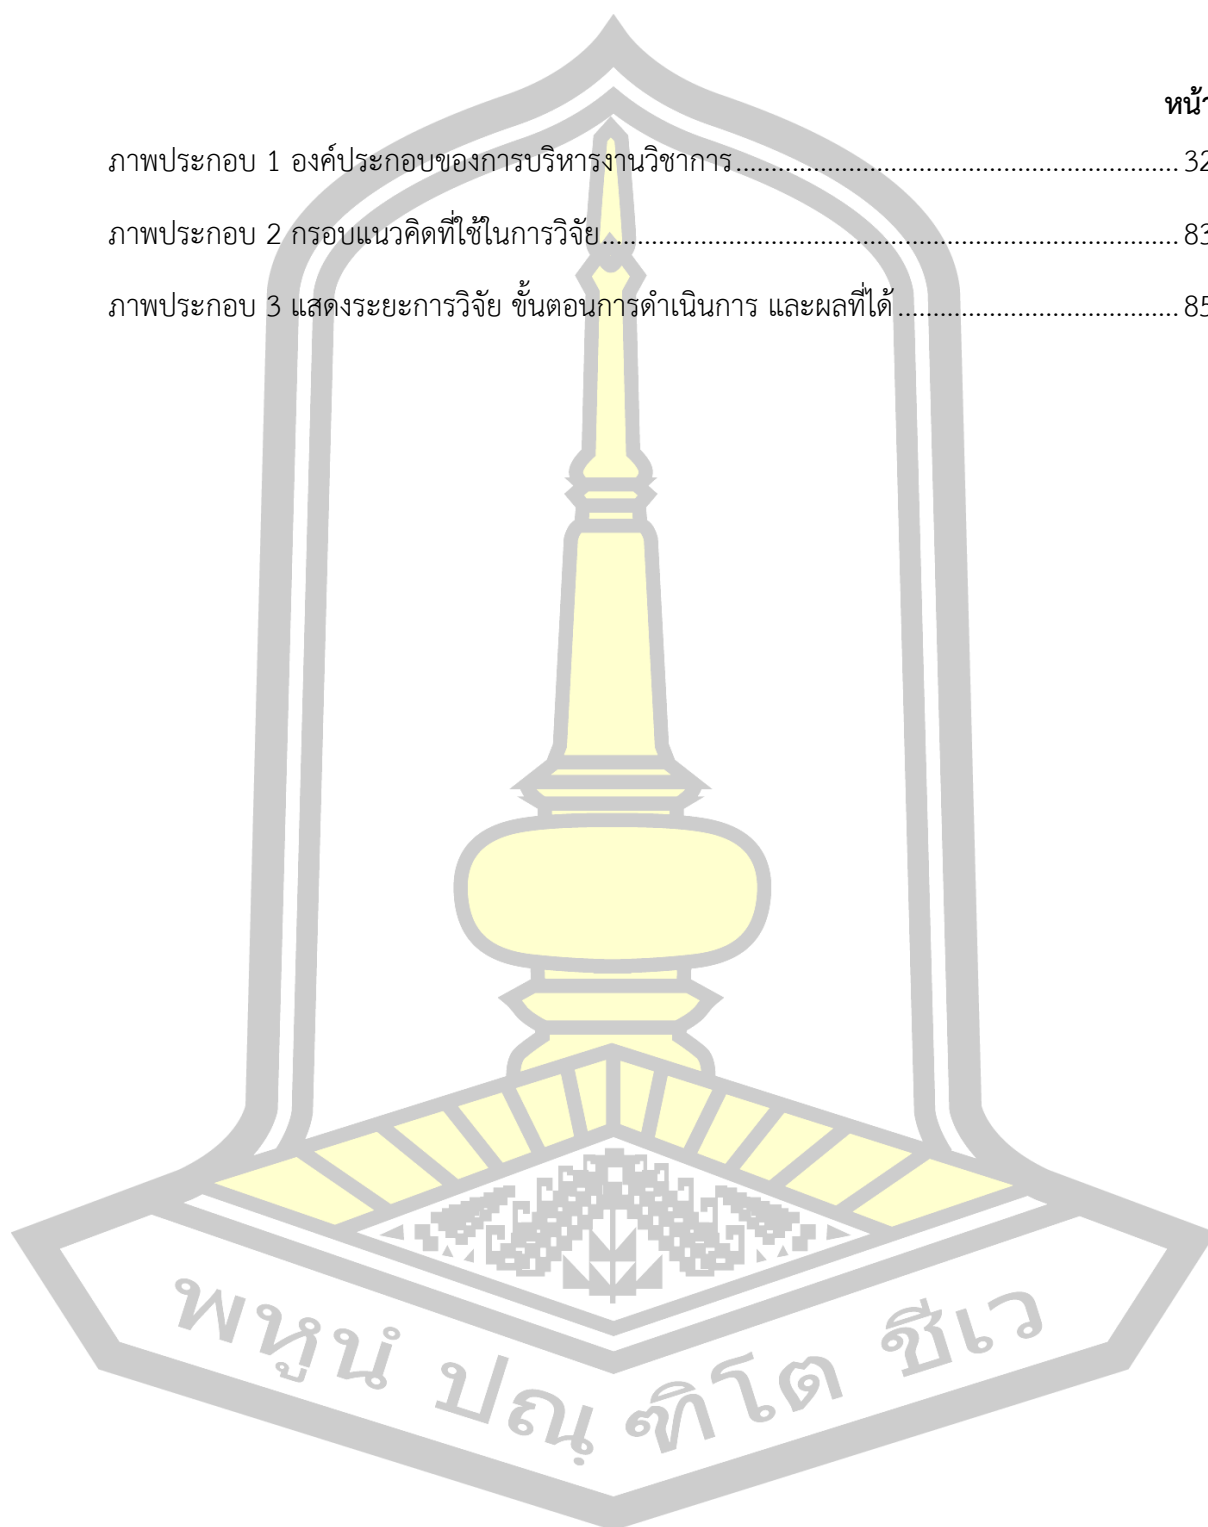 หน้า
ภาพประกอบ 1 องค์ประกอบของการบริหารงานวิชาการ.......................................................... 32
ภาพประกอบ 2 กรอบแนวคิดที่ใช้ในการวิจัย........................................................................... 83
ภาพประกอบ 3 แสดงระยะการวิจัย ขั้นตอนการดำเนินการ และผลที่ได้..................................... 85
พหูนํ ปณฺฑิโต ชีเว